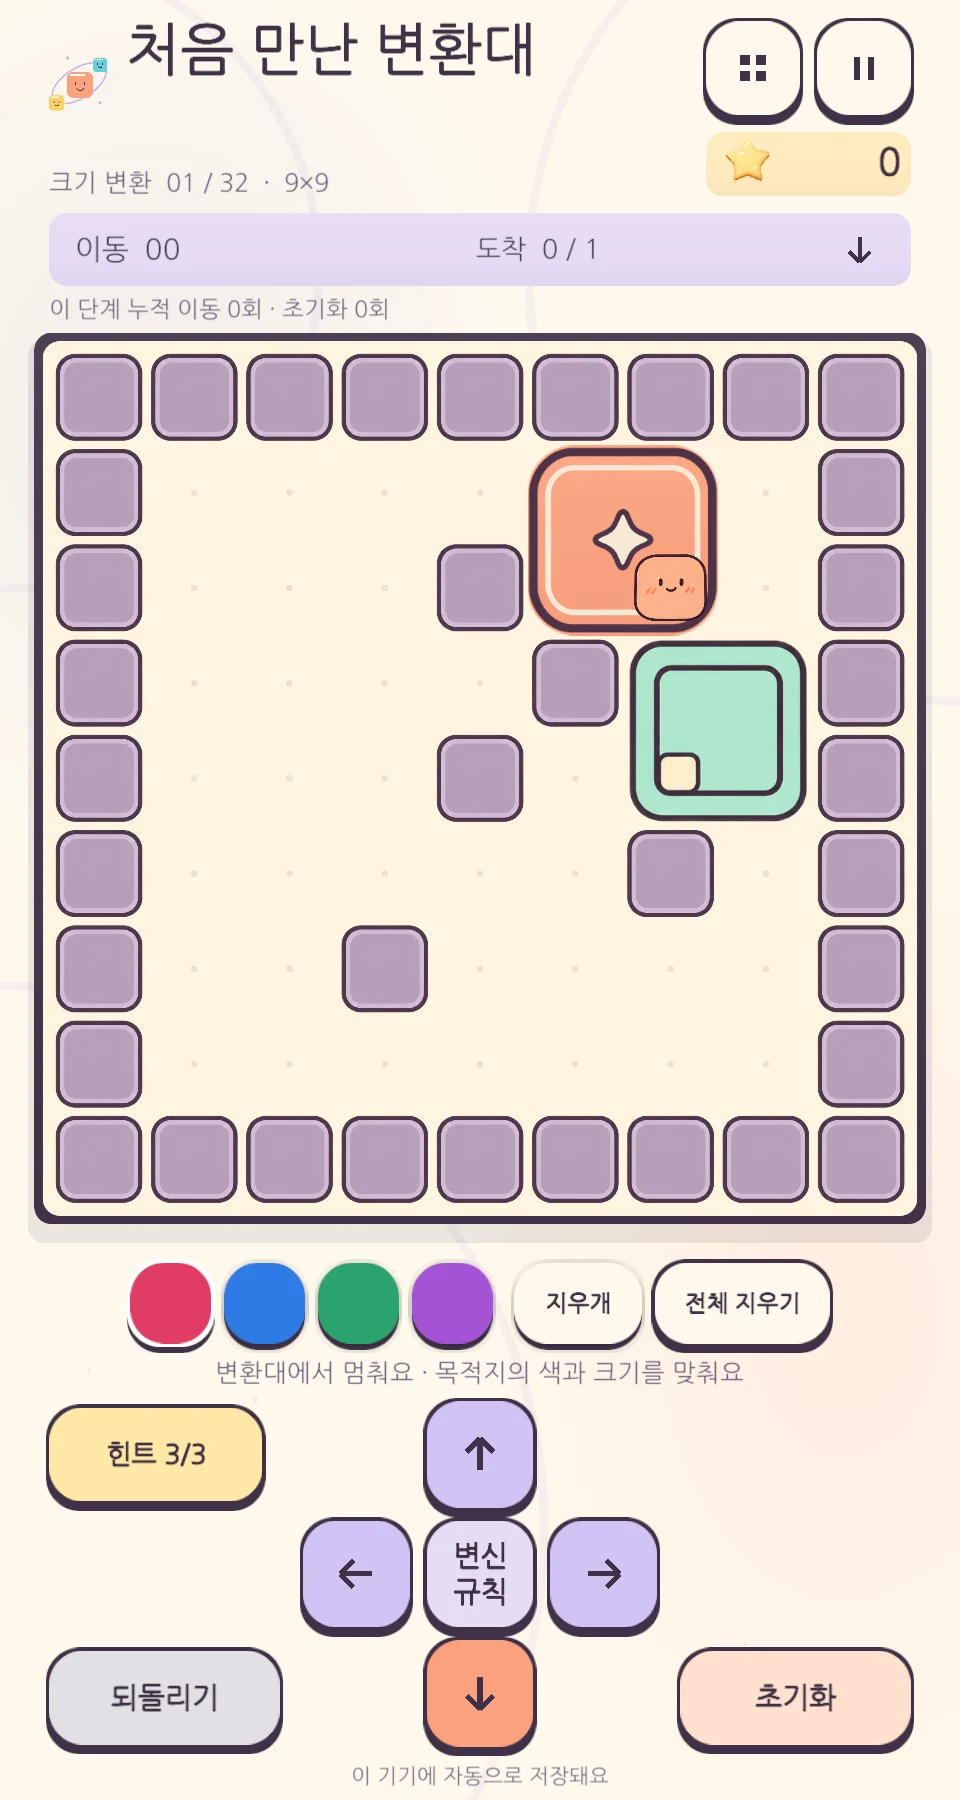 처음 만난 변환대
0
크기 변환 01 / 32 · 9×9
이동 00 도착 0 / 1 ↓
이 단계 누적 이동 0회 · 초기화 0회
지우개 전체 지우기
변환대에서 멈춰요 · 목적지의 색과 크기를 맞춰요
힌트 3/3
↑
← 변신 →
규칙
되돌리기 ↓ 초기화
이 기기에 자동으로 저장돼요